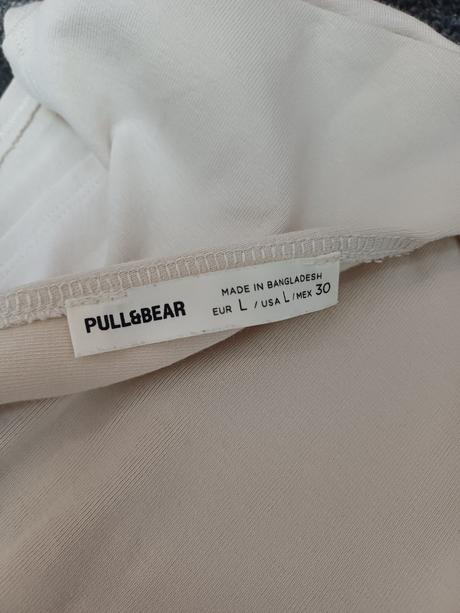 PULL&BEAR
MADE IN BANGLADESH
EUR L / USA L / MEX 30